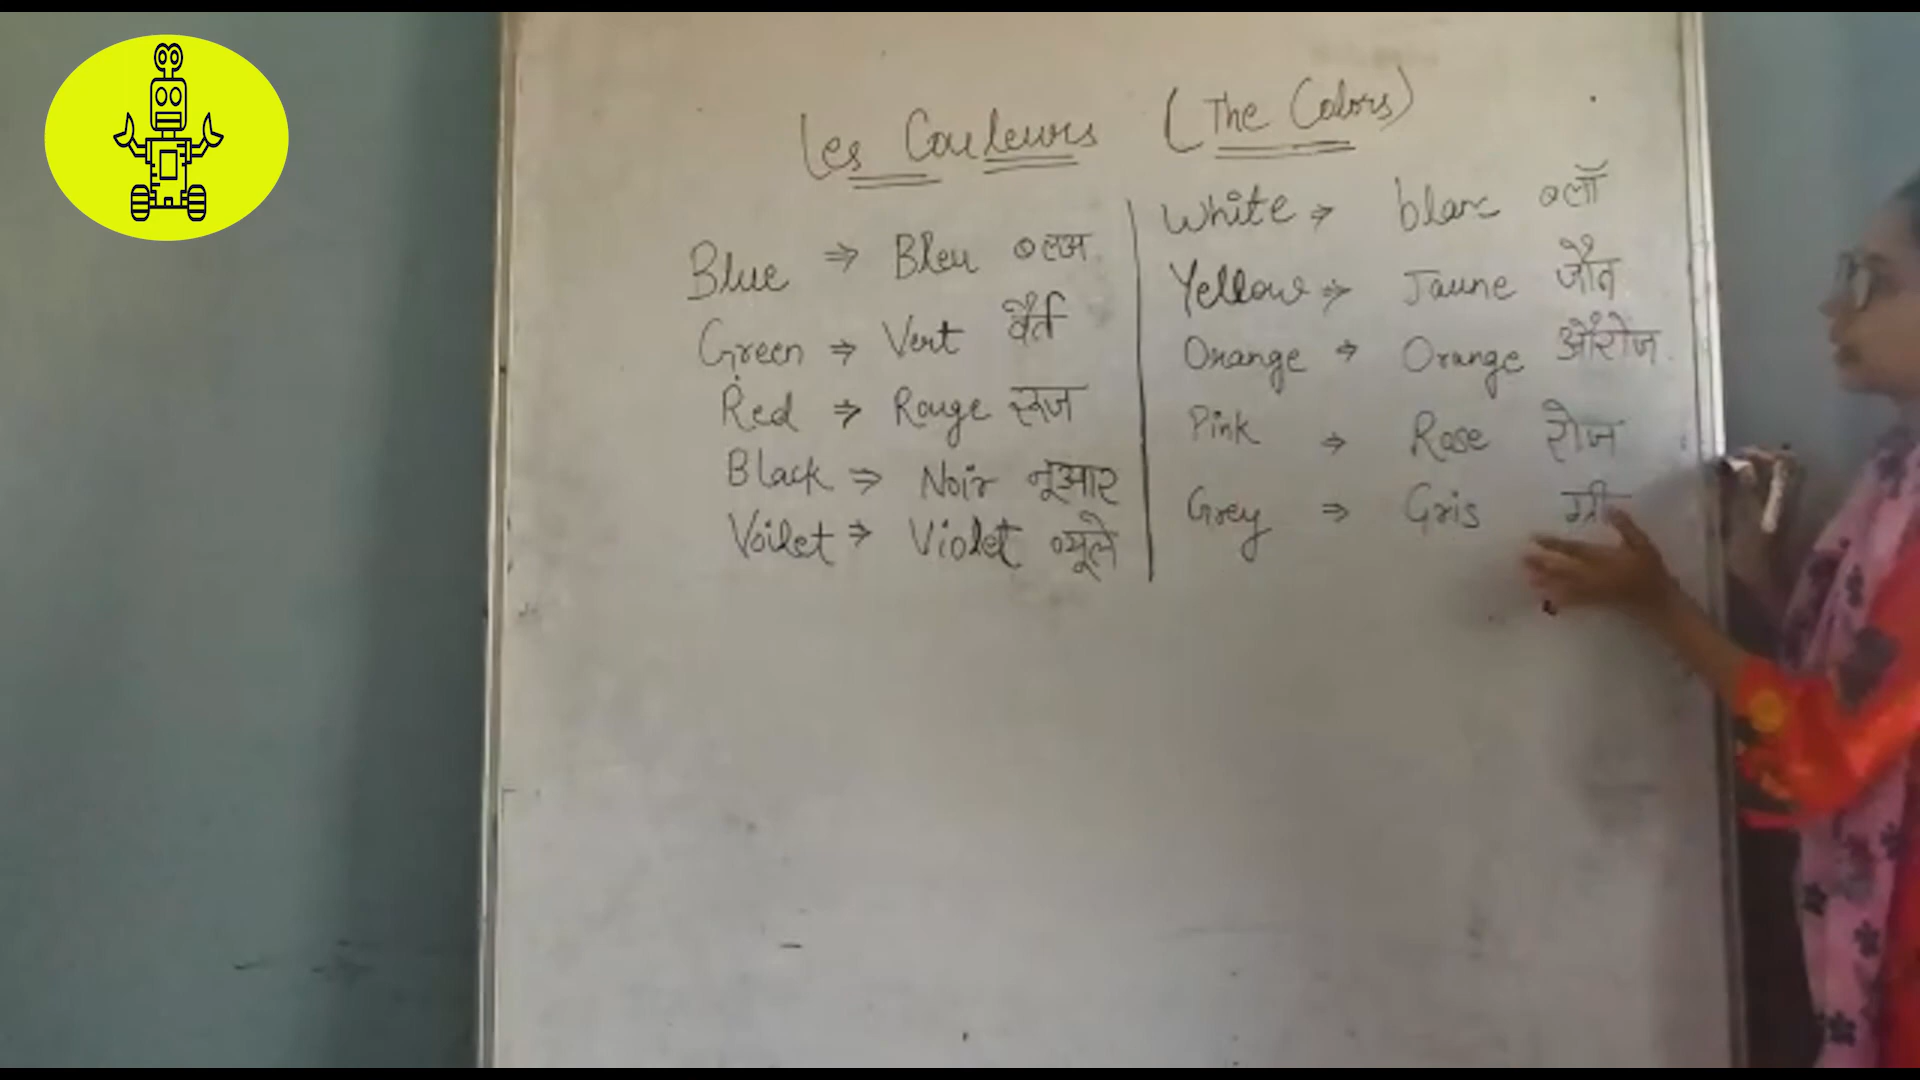 Les Couleurs (The Colors)
Blue ⇒ Bleu ब्लअ
Green ⇒ Vert वैर्त
Red ⇒ Rouge रूज
Black ⇒ Noir नूआर
Voilet ⇒ Violet व्यूले
White ⇒ blanc ब्लाँ
Yellow ⇒ Jaune जौन
Orange ⇒ Orange औरोंज
Pink ⇒ Rose रोज
Grey ⇒ Gris ग्री